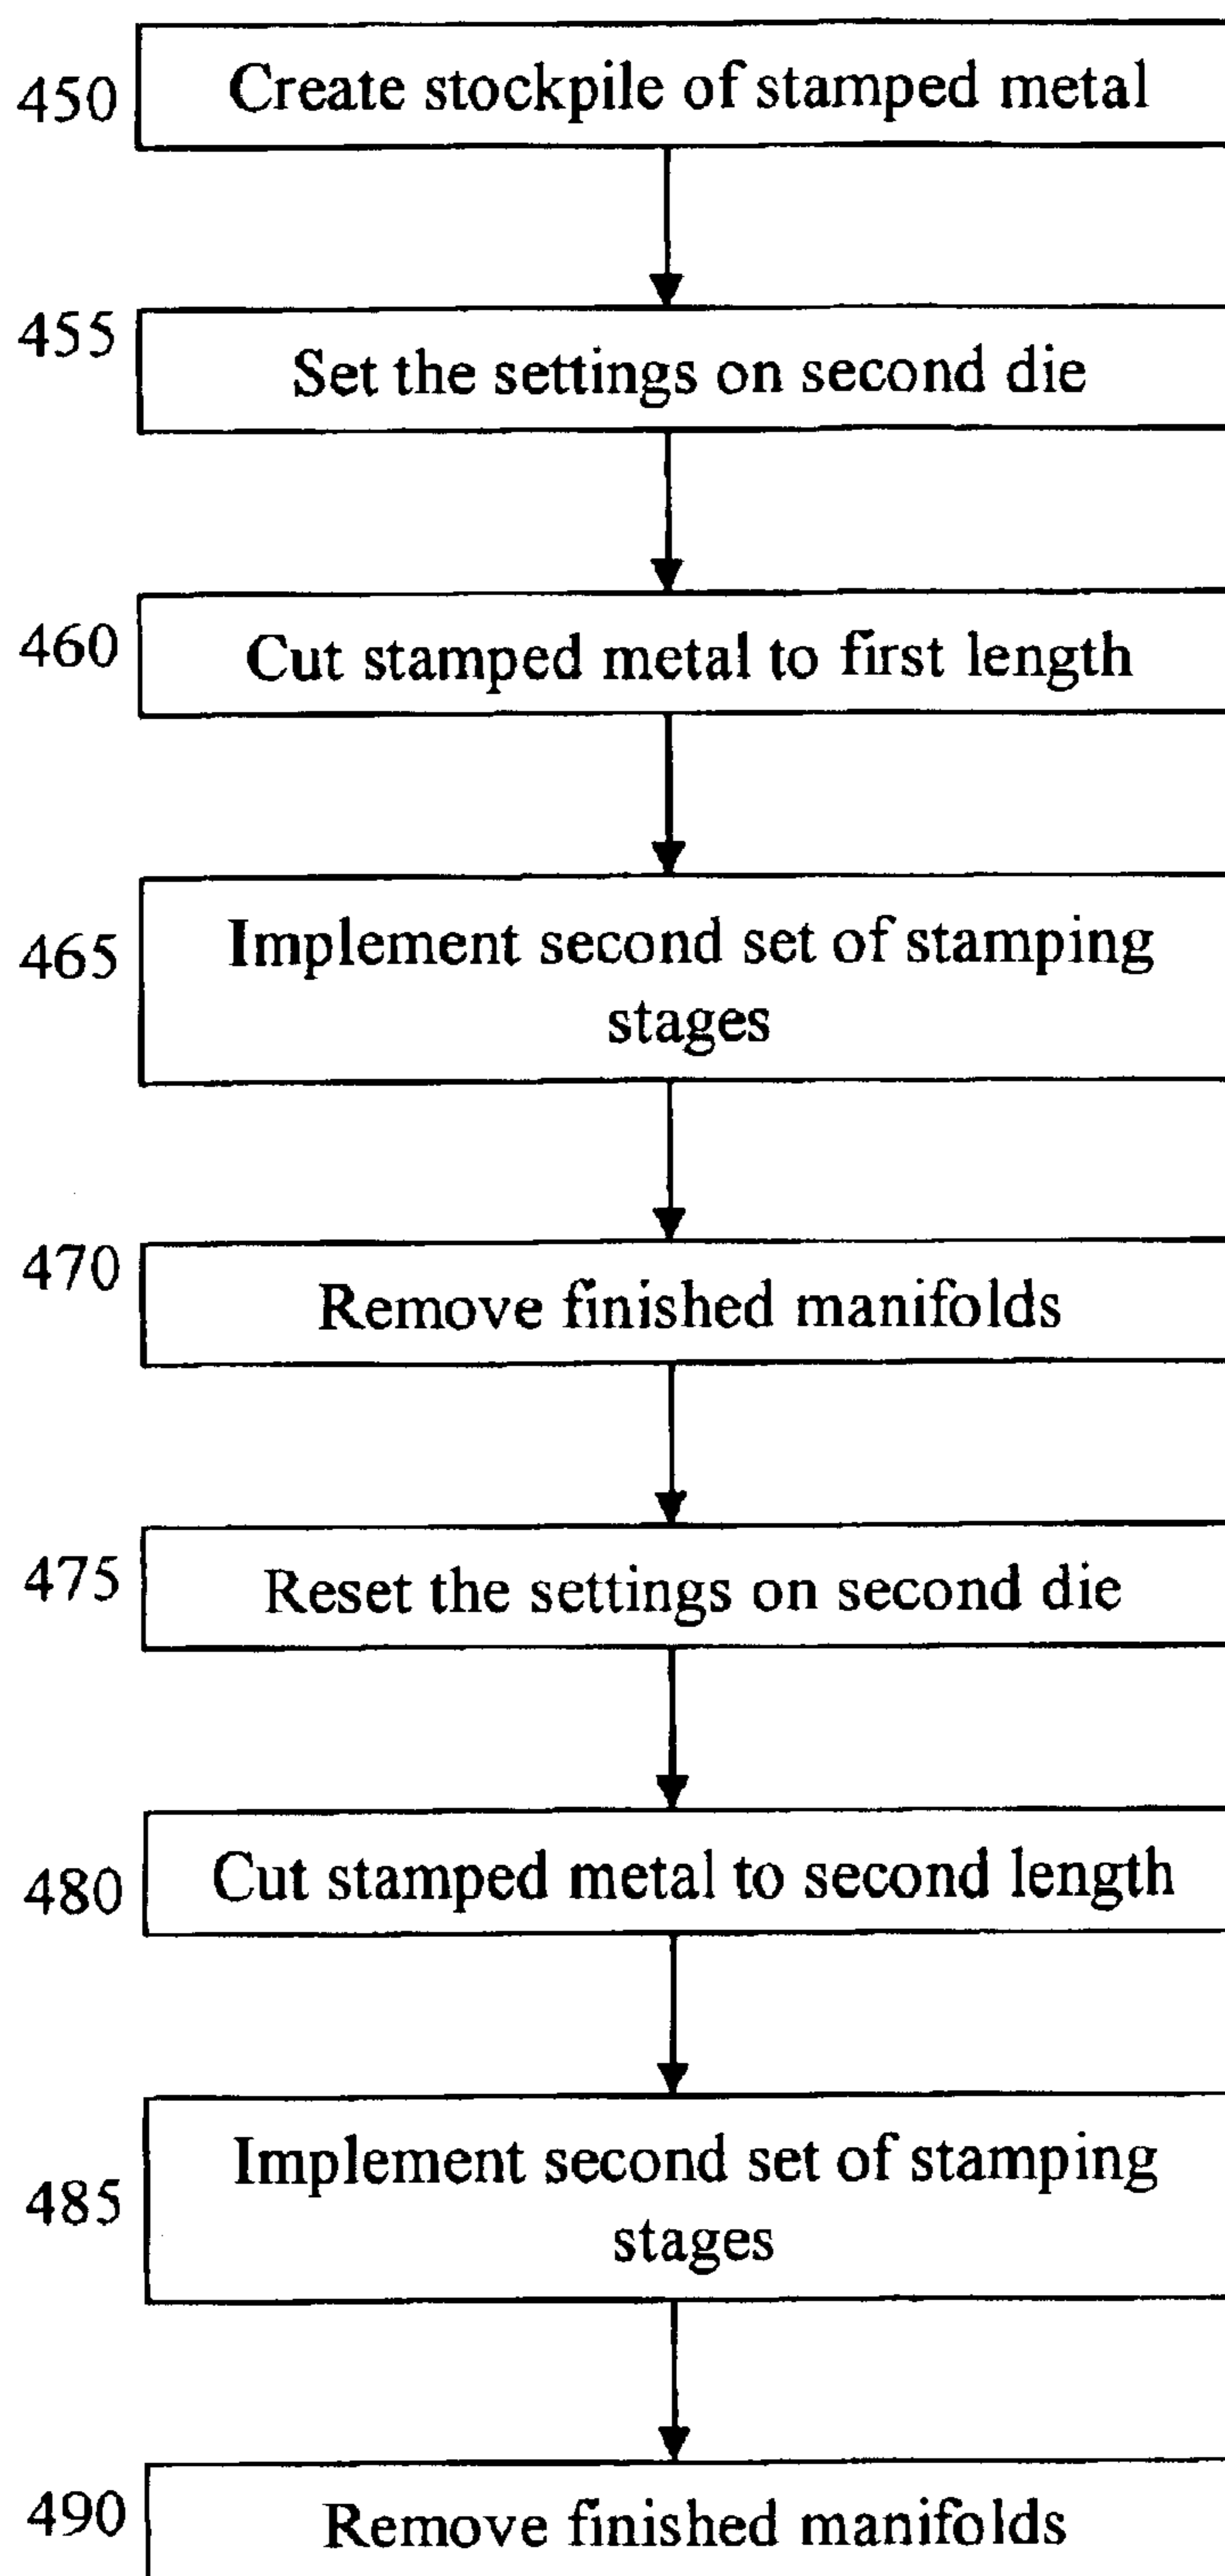 450
Create stockpile of stamped metal
455
Set the settings on second die
460
Cut stamped metal to first length
465
Implement second set of stamping
stages
470
Remove finished manifolds
475
Reset the settings on second die
480
Cut stamped metal to second length
485
Implement second set of stamping
stages
490
Remove finished manifolds